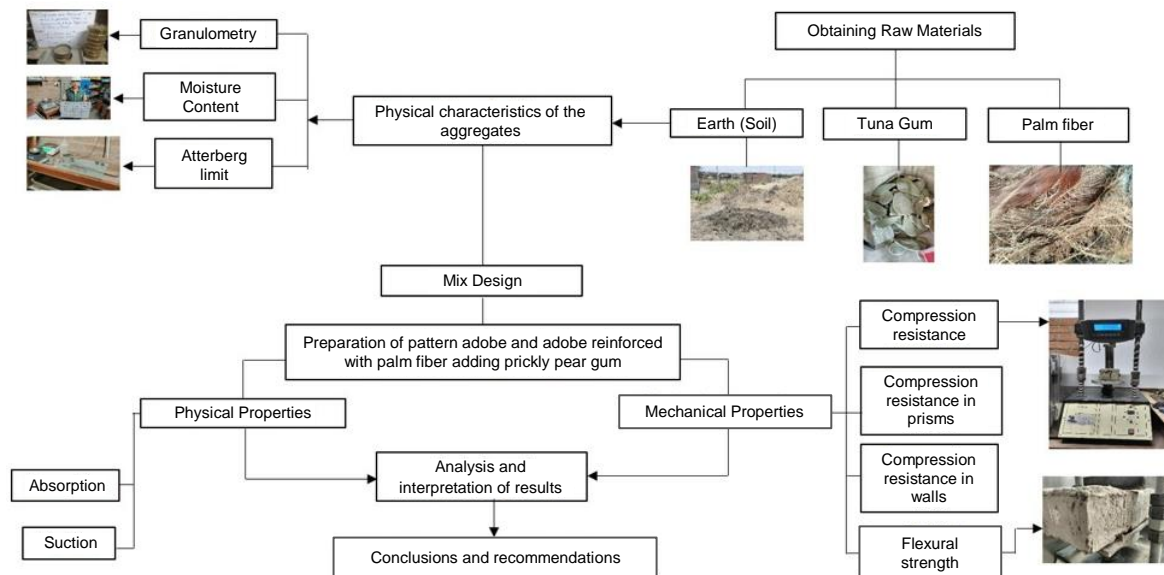 Obtaining Raw Materials
Earth (Soil)
Tuna Gum
Palm fiber
Physical characteristics of the
aggregates
Granulometry
Moisture
Content
Atterberg
limit
Mix Design
Preparation of pattern adobe and adobe reinforced
with palm fiber adding prickly pear gum
Physical Properties
Mechanical Properties
Absorption
Suction
Analysis and
interpretation of results
Conclusions and recommendations
Compression
resistance
Compression
resistance in
prisms
Compression
resistance in
walls
Flexural
strength